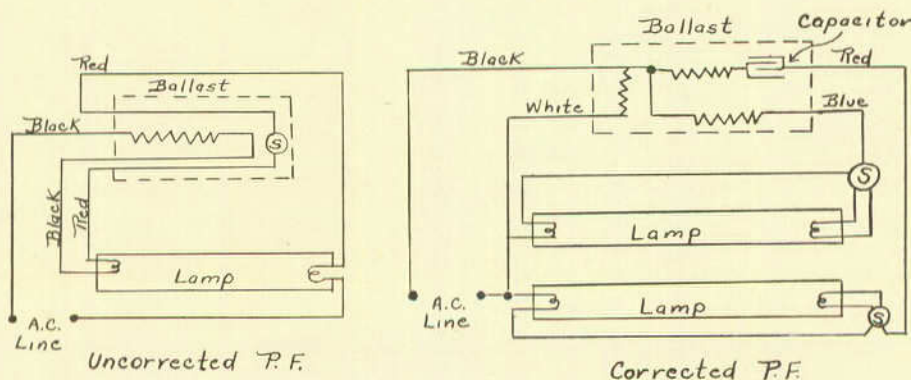 Red
Ballast
Black
S
Black
Red
Lamp
A.C.
Line
Uncorrected P.F.
Capacitor
Ballast
Black
Red
White
Blue
S
Lamp
Lamp
A.C.
Line
S
Corrected P.F.